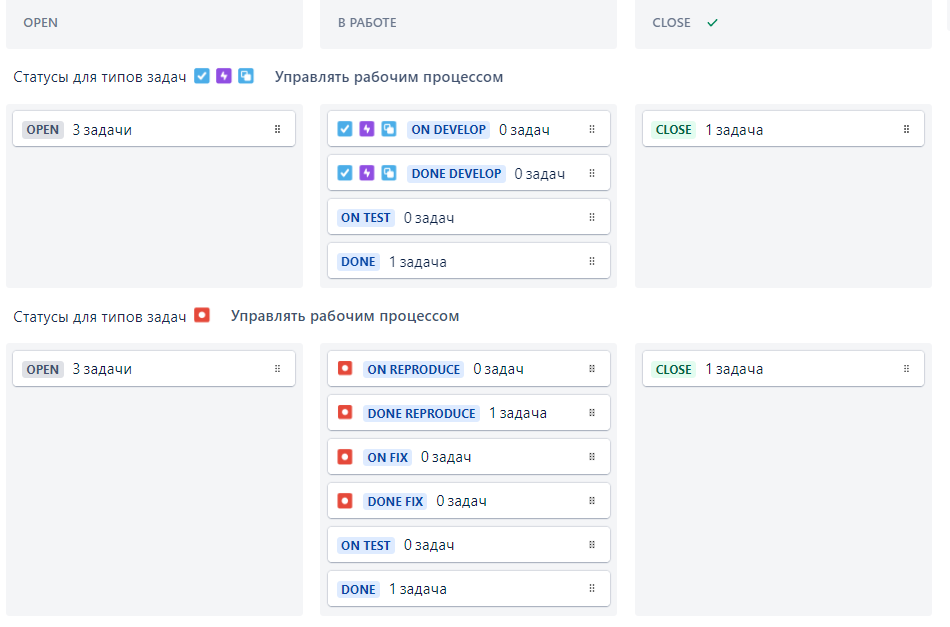 OPEN В РАБОТЕ CLOSE
Статусы для типов задач Управлять рабочим процессом
OPEN 3 задачи
ON DEVELOP 0 задач
DONE DEVELOP 0 задач
ON TEST 0 задач
DONE 1 задача
CLOSE 1 задача
Статусы для типов задач Управлять рабочим процессом
OPEN 3 задачи
ON REPRODUCE 0 задач
DONE REPRODUCE 1 задача
ON FIX 0 задач
DONE FIX 0 задач
ON TEST 0 задач
DONE 1 задача
CLOSE 1 задача